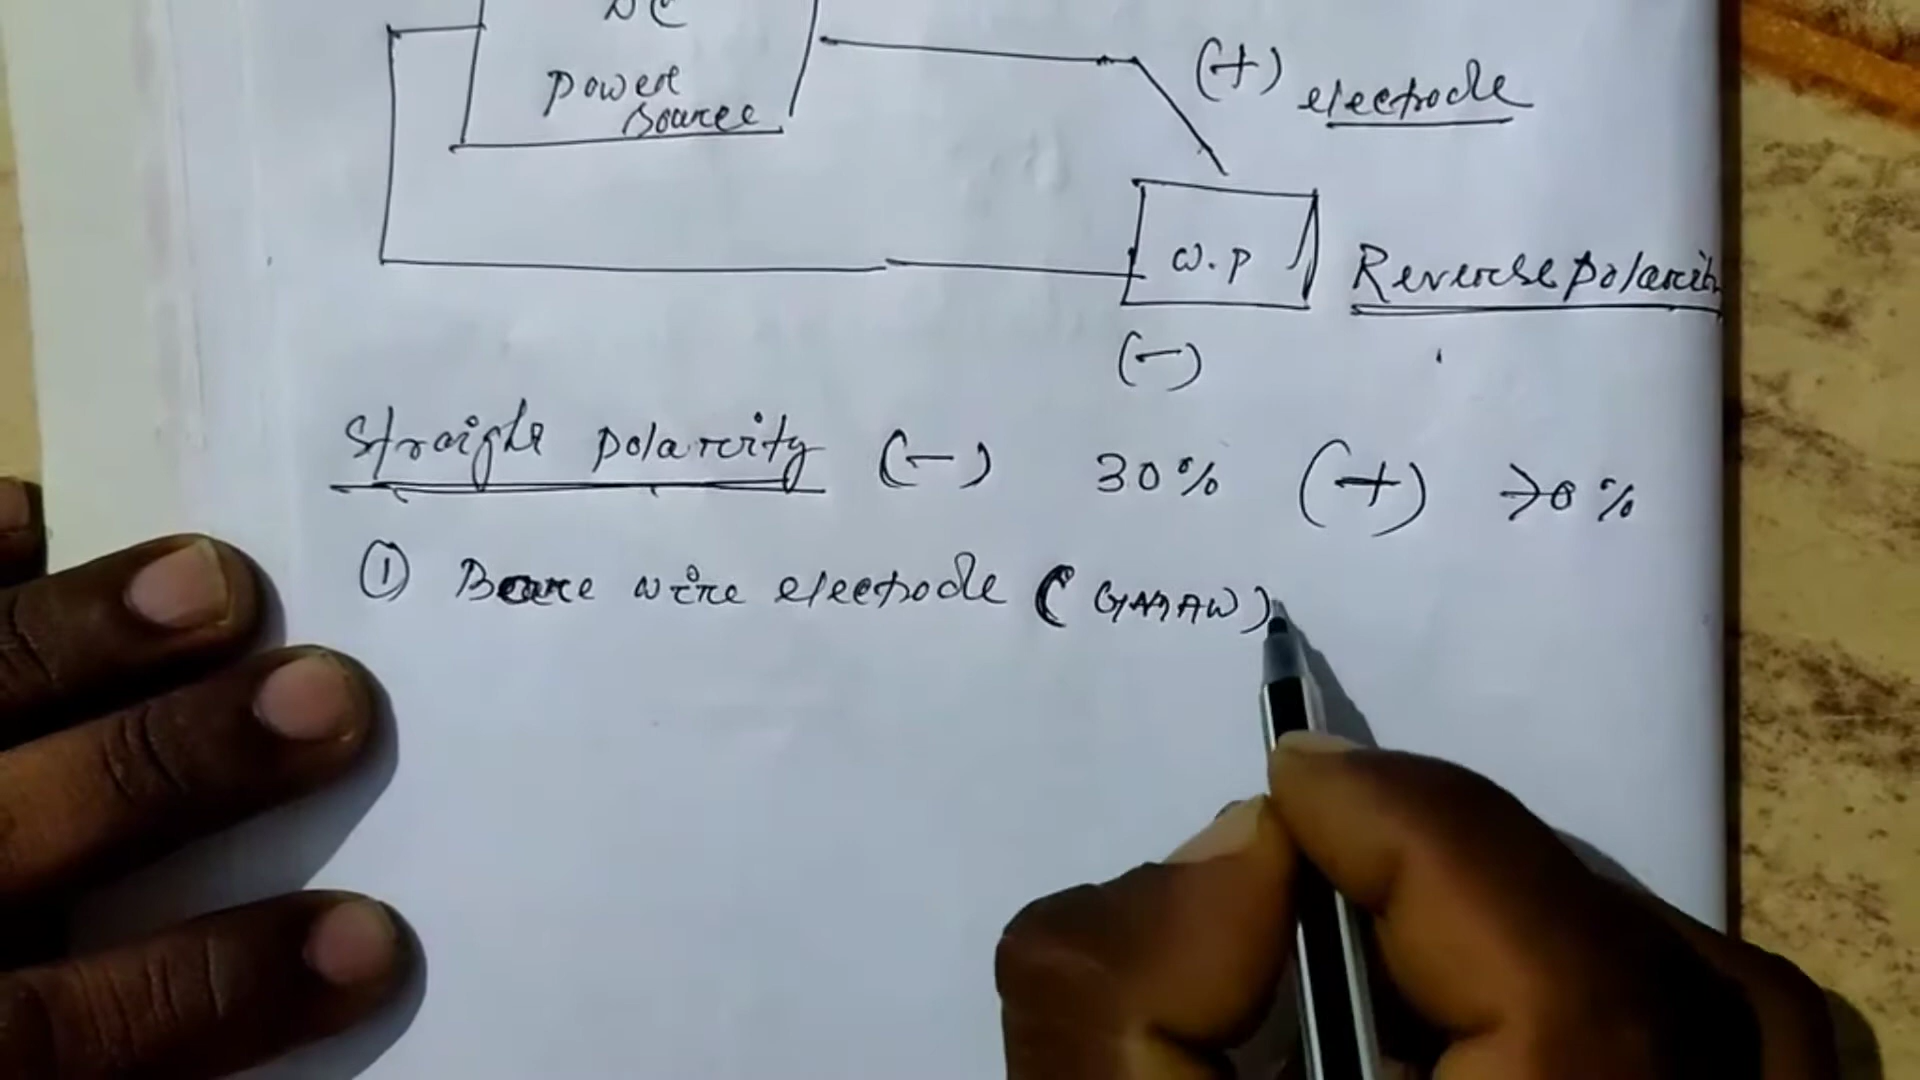 DC
power
source
(+) electrode
W.P
Reverse polarity
(-)
Straight polarity (-) 30% (+) 70%
① Bare wire electrode (GMAW)